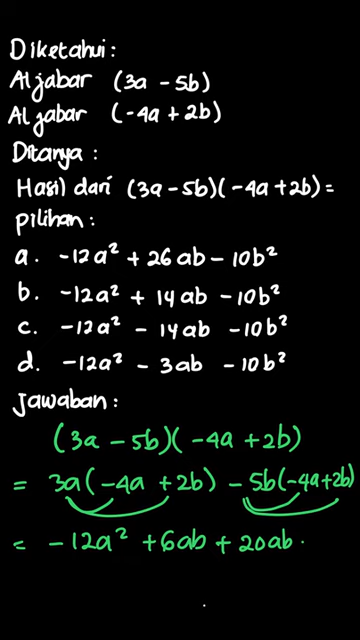 Diketahui :
Aljabar (3a - 5b)
Aljabar (-4a + 2b)
Ditanya :
Hasil dari (3a - 5b)(-4a + 2b) =
pilihan :
a. -12a² + 26ab - 10b²
b. -12a² + 14ab - 10b²
c. -12a² - 14ab - 10b²
d. -12a² - 3ab - 10b²
Jawaban :
(3a - 5b)(-4a + 2b)
= 3a(-4a + 2b) - 5b(-4a + 2b)
= -12a² + 6ab + 20ab